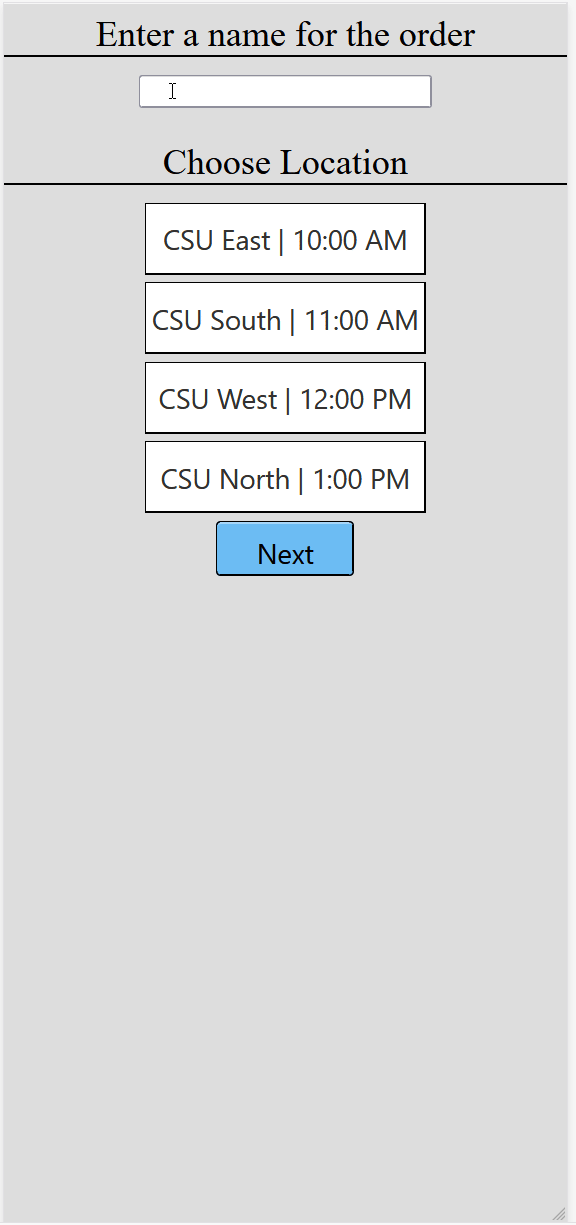 Enter a name for the order
Choose Location
CSU East | 10:00 AM
CSU South | 11:00 AM
CSU West | 12:00 PM
CSU North | 1:00 PM
Next